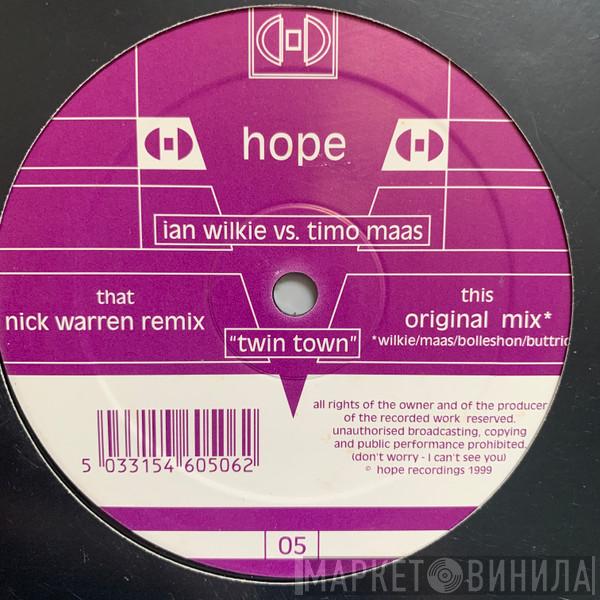 hope
ian wilkie vs. timo maas
that
nick warren remix
this
original mix*
*wilkie/maas/bolleshon/buttric
"twin town"
all rights of the owner and of the producer
of the recorded work reserved.
unauthorised broadcasting, copying
and public performance prohibited.
(don't worry - I can't see you)
© hope recordings 1999
5 033154 605062
05
МАРКЕТ ВИНИЛА